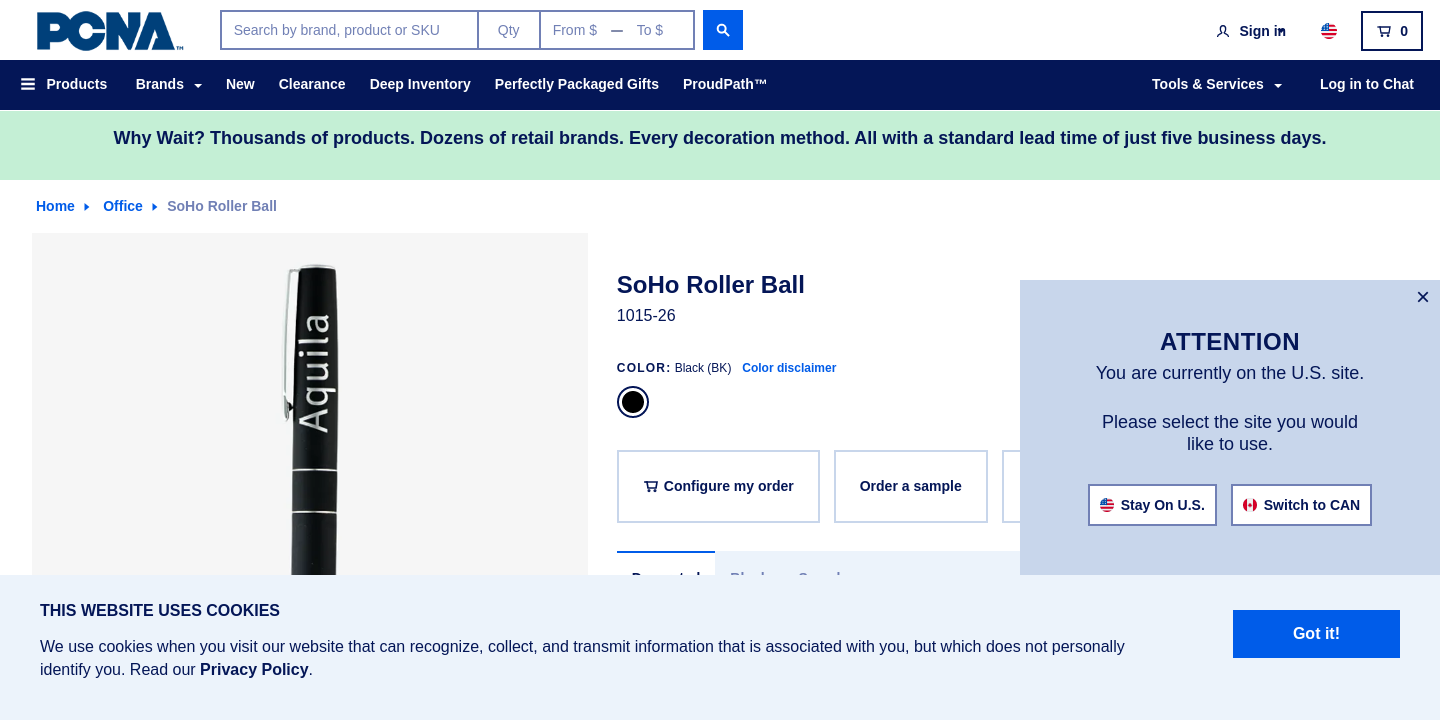 PCNA™
Search by brand, product or SKU
Qty
From $ — To $
Sign in
0
Products
Brands
New
Clearance
Deep Inventory
Perfectly Packaged Gifts
ProudPath™
Tools & Services
Log in to Chat
Why Wait? Thousands of products. Dozens of retail brands. Every decoration method. All with a standard lead time of just five business days.
Home
Office
SoHo Roller Ball
Aquila
SoHo Roller Ball
1015-26
COLOR: Black (BK) Color disclaimer
Configure my order
Order a sample
×
ATTENTION
You are currently on the U.S. site.
Please select the site you would
like to use.
Stay On U.S.
Switch to CAN
THIS WEBSITE USES COOKIES
We use cookies when you visit our website that can recognize, collect, and transmit information that is associated with you, but which does not personally
identify you. Read our Privacy Policy.
Got it!